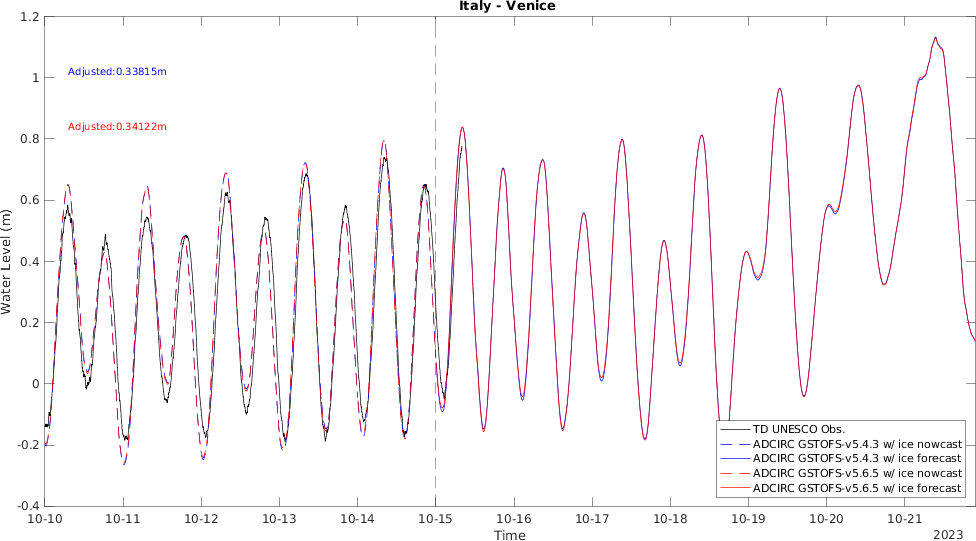 Italy - Venice
Adjusted:0.33815m
Adjusted:0.34122m
Water Level (m)
1.2
1
0.8
0.6
0.4
0.2
0
-0.2
-0.4
TD UNESCO Obs.
ADCIRC GSTOFS-v5.4.3 w/ ice nowcast
ADCIRC GSTOFS-v5.4.3 w/ ice forecast
ADCIRC GSTOFS-v5.6.5 w/ ice nowcast
ADCIRC GSTOFS-v5.6.5 w/ ice forecast
10-10 10-11 10-12 10-13 10-14 10-15 10-16 10-17 10-18 10-19 10-20 10-21
Time
2023